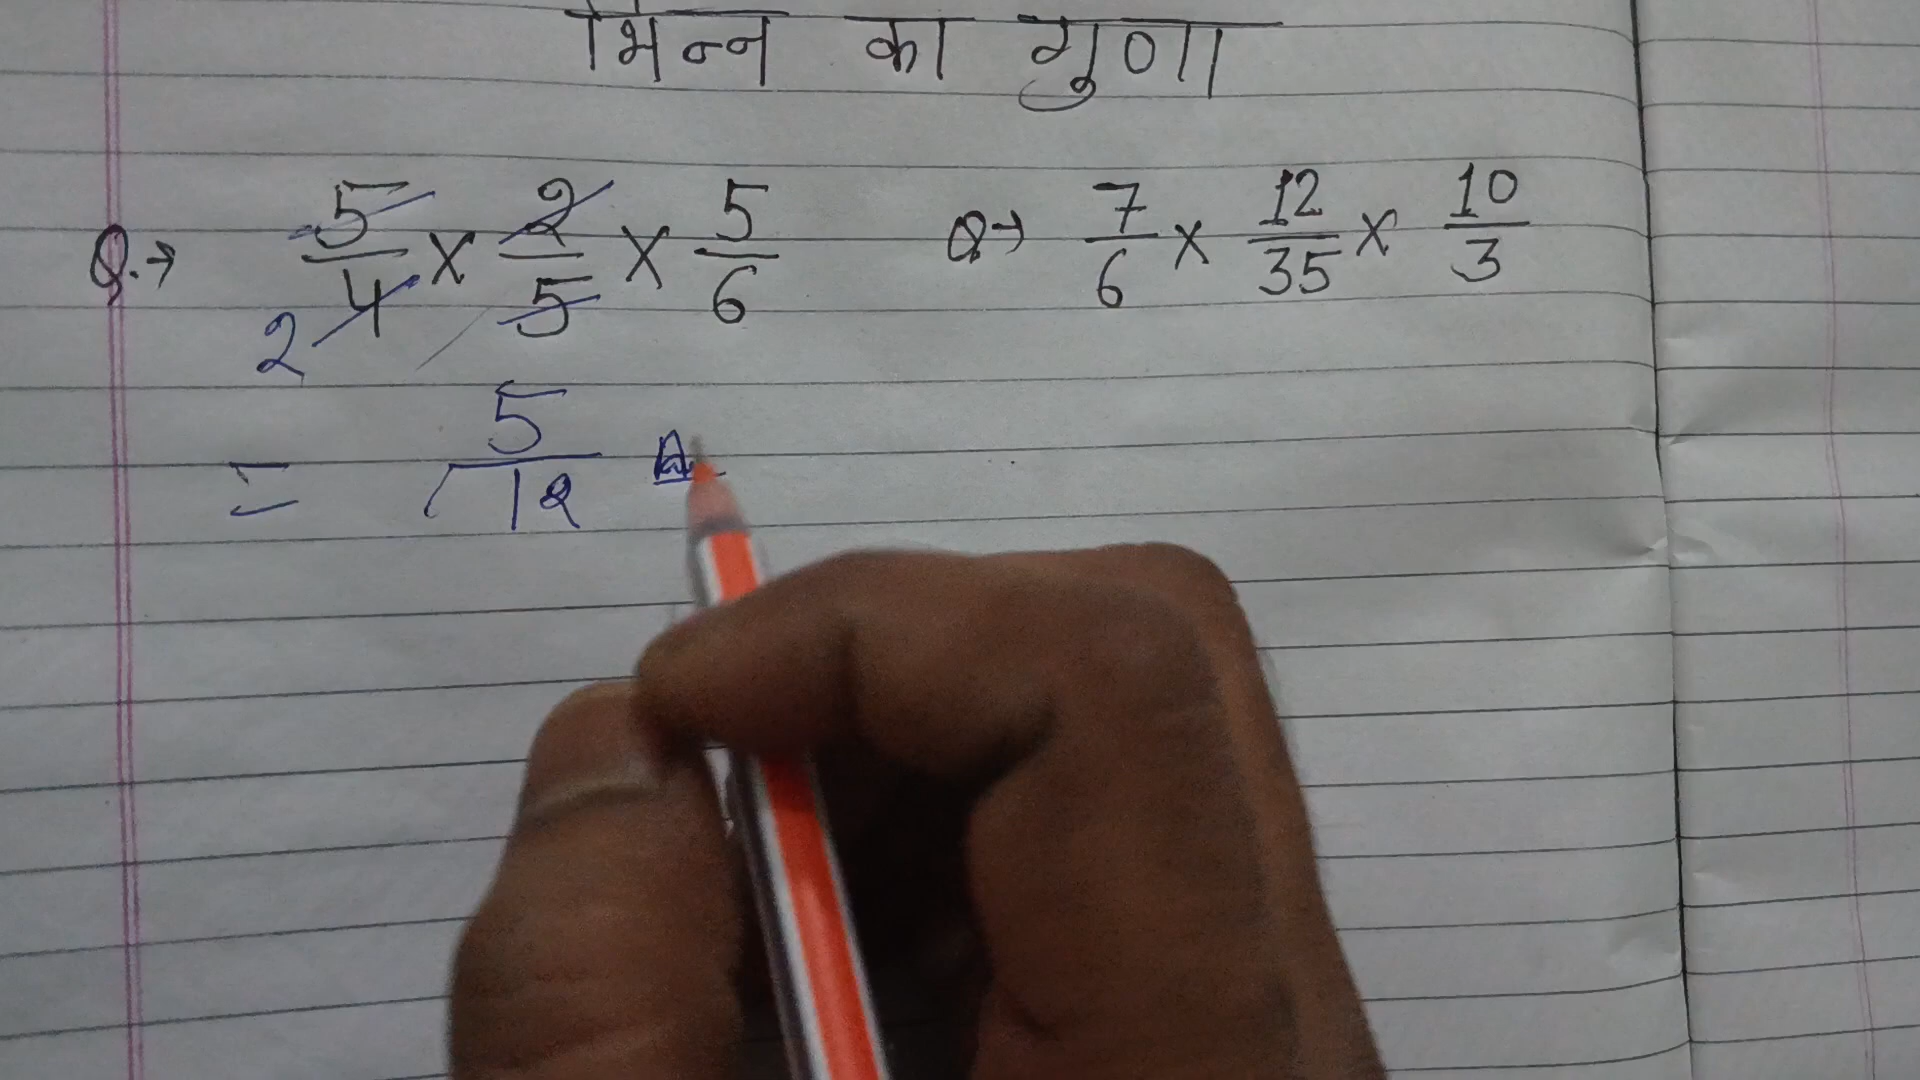 भिन्न का गुणा
Q.→ 5/4 × 2/5 × 5/6
2
= 5/12 A
Q→ 7/6 × 12/35 × 10/3